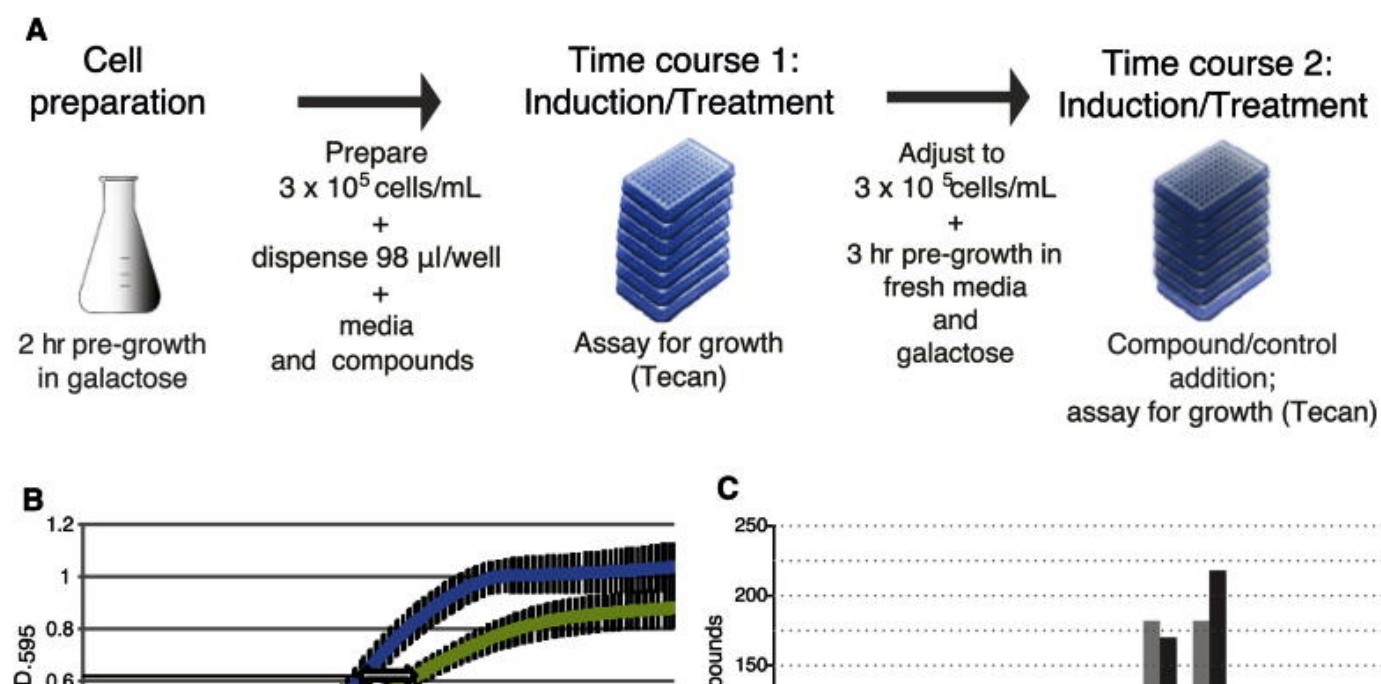 A
Cell
preparation
Prepare
3 x 10⁵ cells/mL
+
dispense 98 µl/well
+
media
and compounds
2 hr pre-growth
in galactose
Time course 1:
Induction/Treatment
Assay for growth
(Tecan)
Adjust to
3 x 10 ⁵cells/mL
+
3 hr pre-growth in
fresh media
and
galactose
Time course 2:
Induction/Treatment
Compound/control
addition;
assay for growth (Tecan)
B
1.2
1
0.8
0.6
C
250
200
150